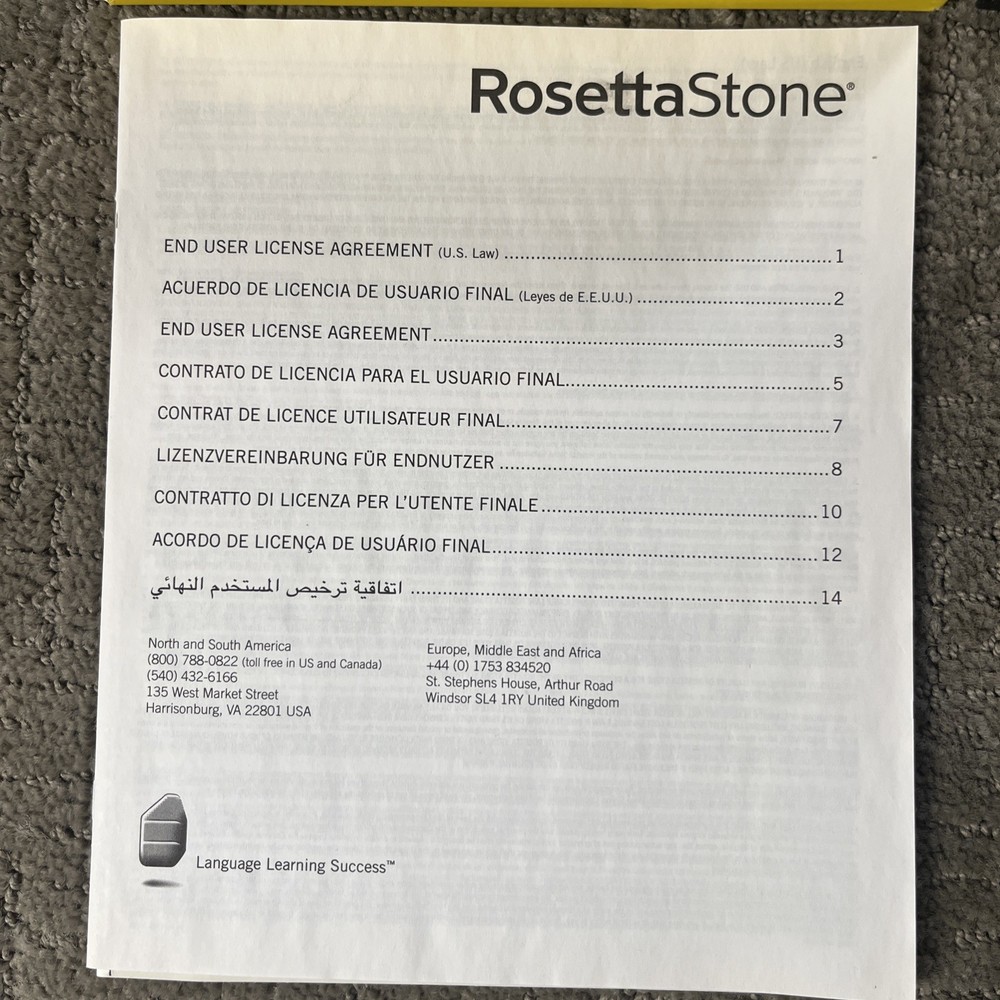 RosettaStone®
END USER LICENSE AGREEMENT (U.S. Law) ........................................................ 1
ACUERDO DE LICENCIA DE USUARIO FINAL (Leyes de E.E.U.U.) ................................... 2
END USER LICENSE AGREEMENT.................................................................... 3
CONTRATO DE LICENCIA PARA EL USUARIO FINAL............................................... 5
CONTRAT DE LICENCE UTILISATEUR FINAL......................................................... 7
LIZENZVEREINBARUNG FÜR ENDNUTZER ......................................................... 8
CONTRATTO DI LICENZA PER L'UTENTE FINALE................................................ 10
ACORDO DE LICENÇA DE USUÁRIO FINAL......................................................... 12
اتفاقية ترخيص المستخدم النهائي ........................................................................ 14
North and South America
(800) 788-0822 (toll free in US and Canada)
(540) 432-6166
135 West Market Street
Harrisonburg, VA 22801 USA
Europe, Middle East and Africa
+44 (0) 1753 834520
St. Stephens House, Arthur Road
Windsor SL4 1RY United Kingdom
Language Learning Success™